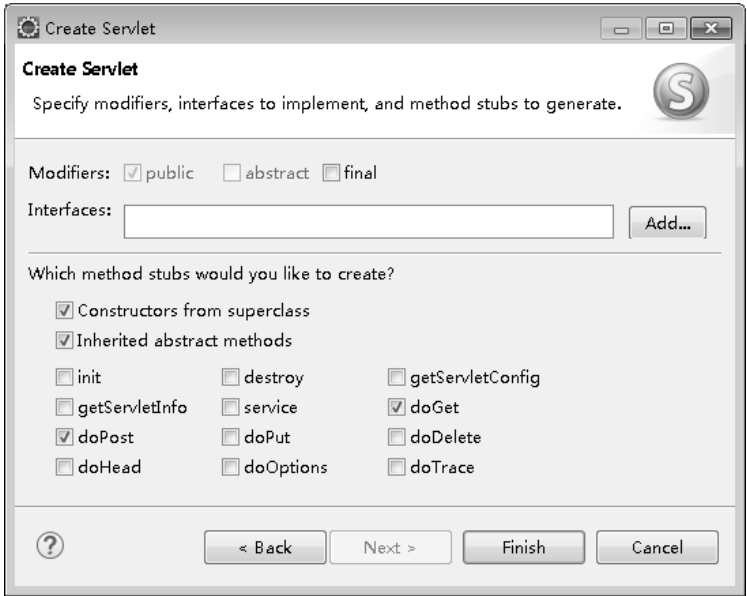 Create Servlet
Create Servlet
Specify modifiers, interfaces to implement, and method stubs to generate.
S
Modifiers: public abstract final
Interfaces:
Add...
Which method stubs would you like to create?
Constructors from superclass
Inherited abstract methods
init destroy getServletConfig
getServletInfo service doGet
doPost doPut doDelete
doHead doOptions doTrace
? < Back Next > Finish Cancel